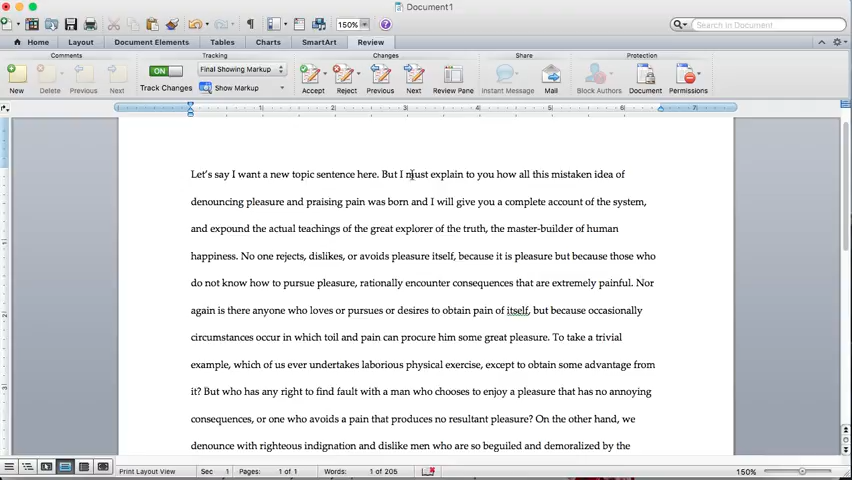 Document1
150%
Search in Document
Home Layout Document Elements Tables Charts SmartArt Review
Comments Tracking Changes Share Protection
ON Final Showing Markup
New Delete Previous Next Track Changes Show Markup Accept Reject Previous Next Review Pane Instant Message Mail Block Authors Document Permissions
1 2 3 4 5 6 7
Let's say I want a new topic sentence here. But I must explain to you how all this mistaken idea of
denouncing pleasure and praising pain was born and I will give you a complete account of the system,
and expound the actual teachings of the great explorer of the truth, the master-builder of human
happiness. No one rejects, dislikes, or avoids pleasure itself, because it is pleasure but because those who
do not know how to pursue pleasure, rationally encounter consequences that are extremely painful. Nor
again is there anyone who loves or pursues or desires to obtain pain of itself, but because occasionally
circumstances occur in which toil and pain can procure him some great pleasure. To take a trivial
example, which of us ever undertakes laborious physical exercise, except to obtain some advantage from
it? But who has any right to find fault with a man who chooses to enjoy a pleasure that has no annoying
consequences, or one who avoids a pain that produces no resultant pleasure? On the other hand, we
denounce with righteous indignation and dislike men who are so beguiled and demoralized by the
Print Layout View Sec 1 Pages: 1 of 1 Words: 1 of 205 150%